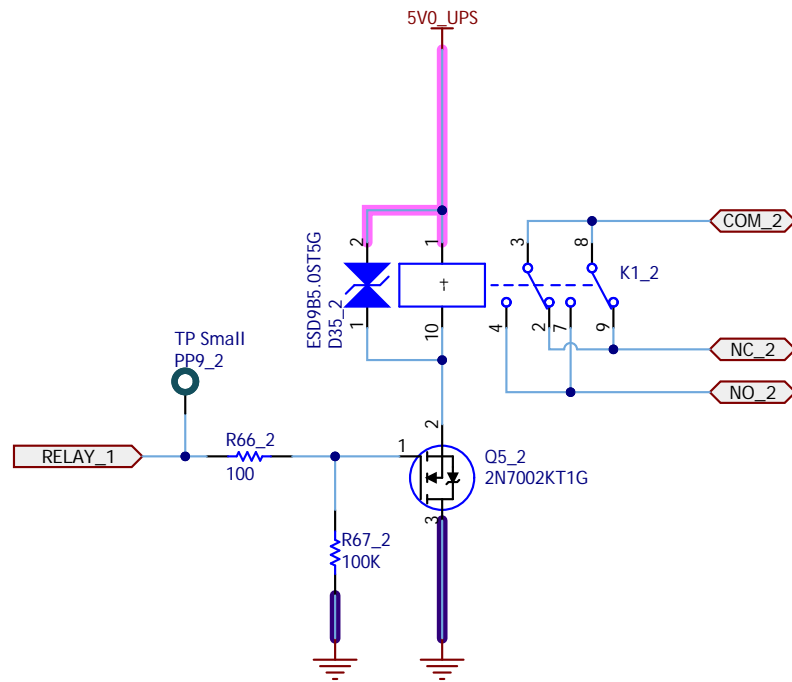 5V0_UPS
ESD9B5.0ST5G
D35_2
2
1
1
10
-+
3
8
4
2
7
9
K1_2
COM_2
NC_2
NO_2
TP Small
PP9_2
RELAY_1
R66_2
100
1
2
3
Q5_2
2N7002KT1G
R67_2
100K